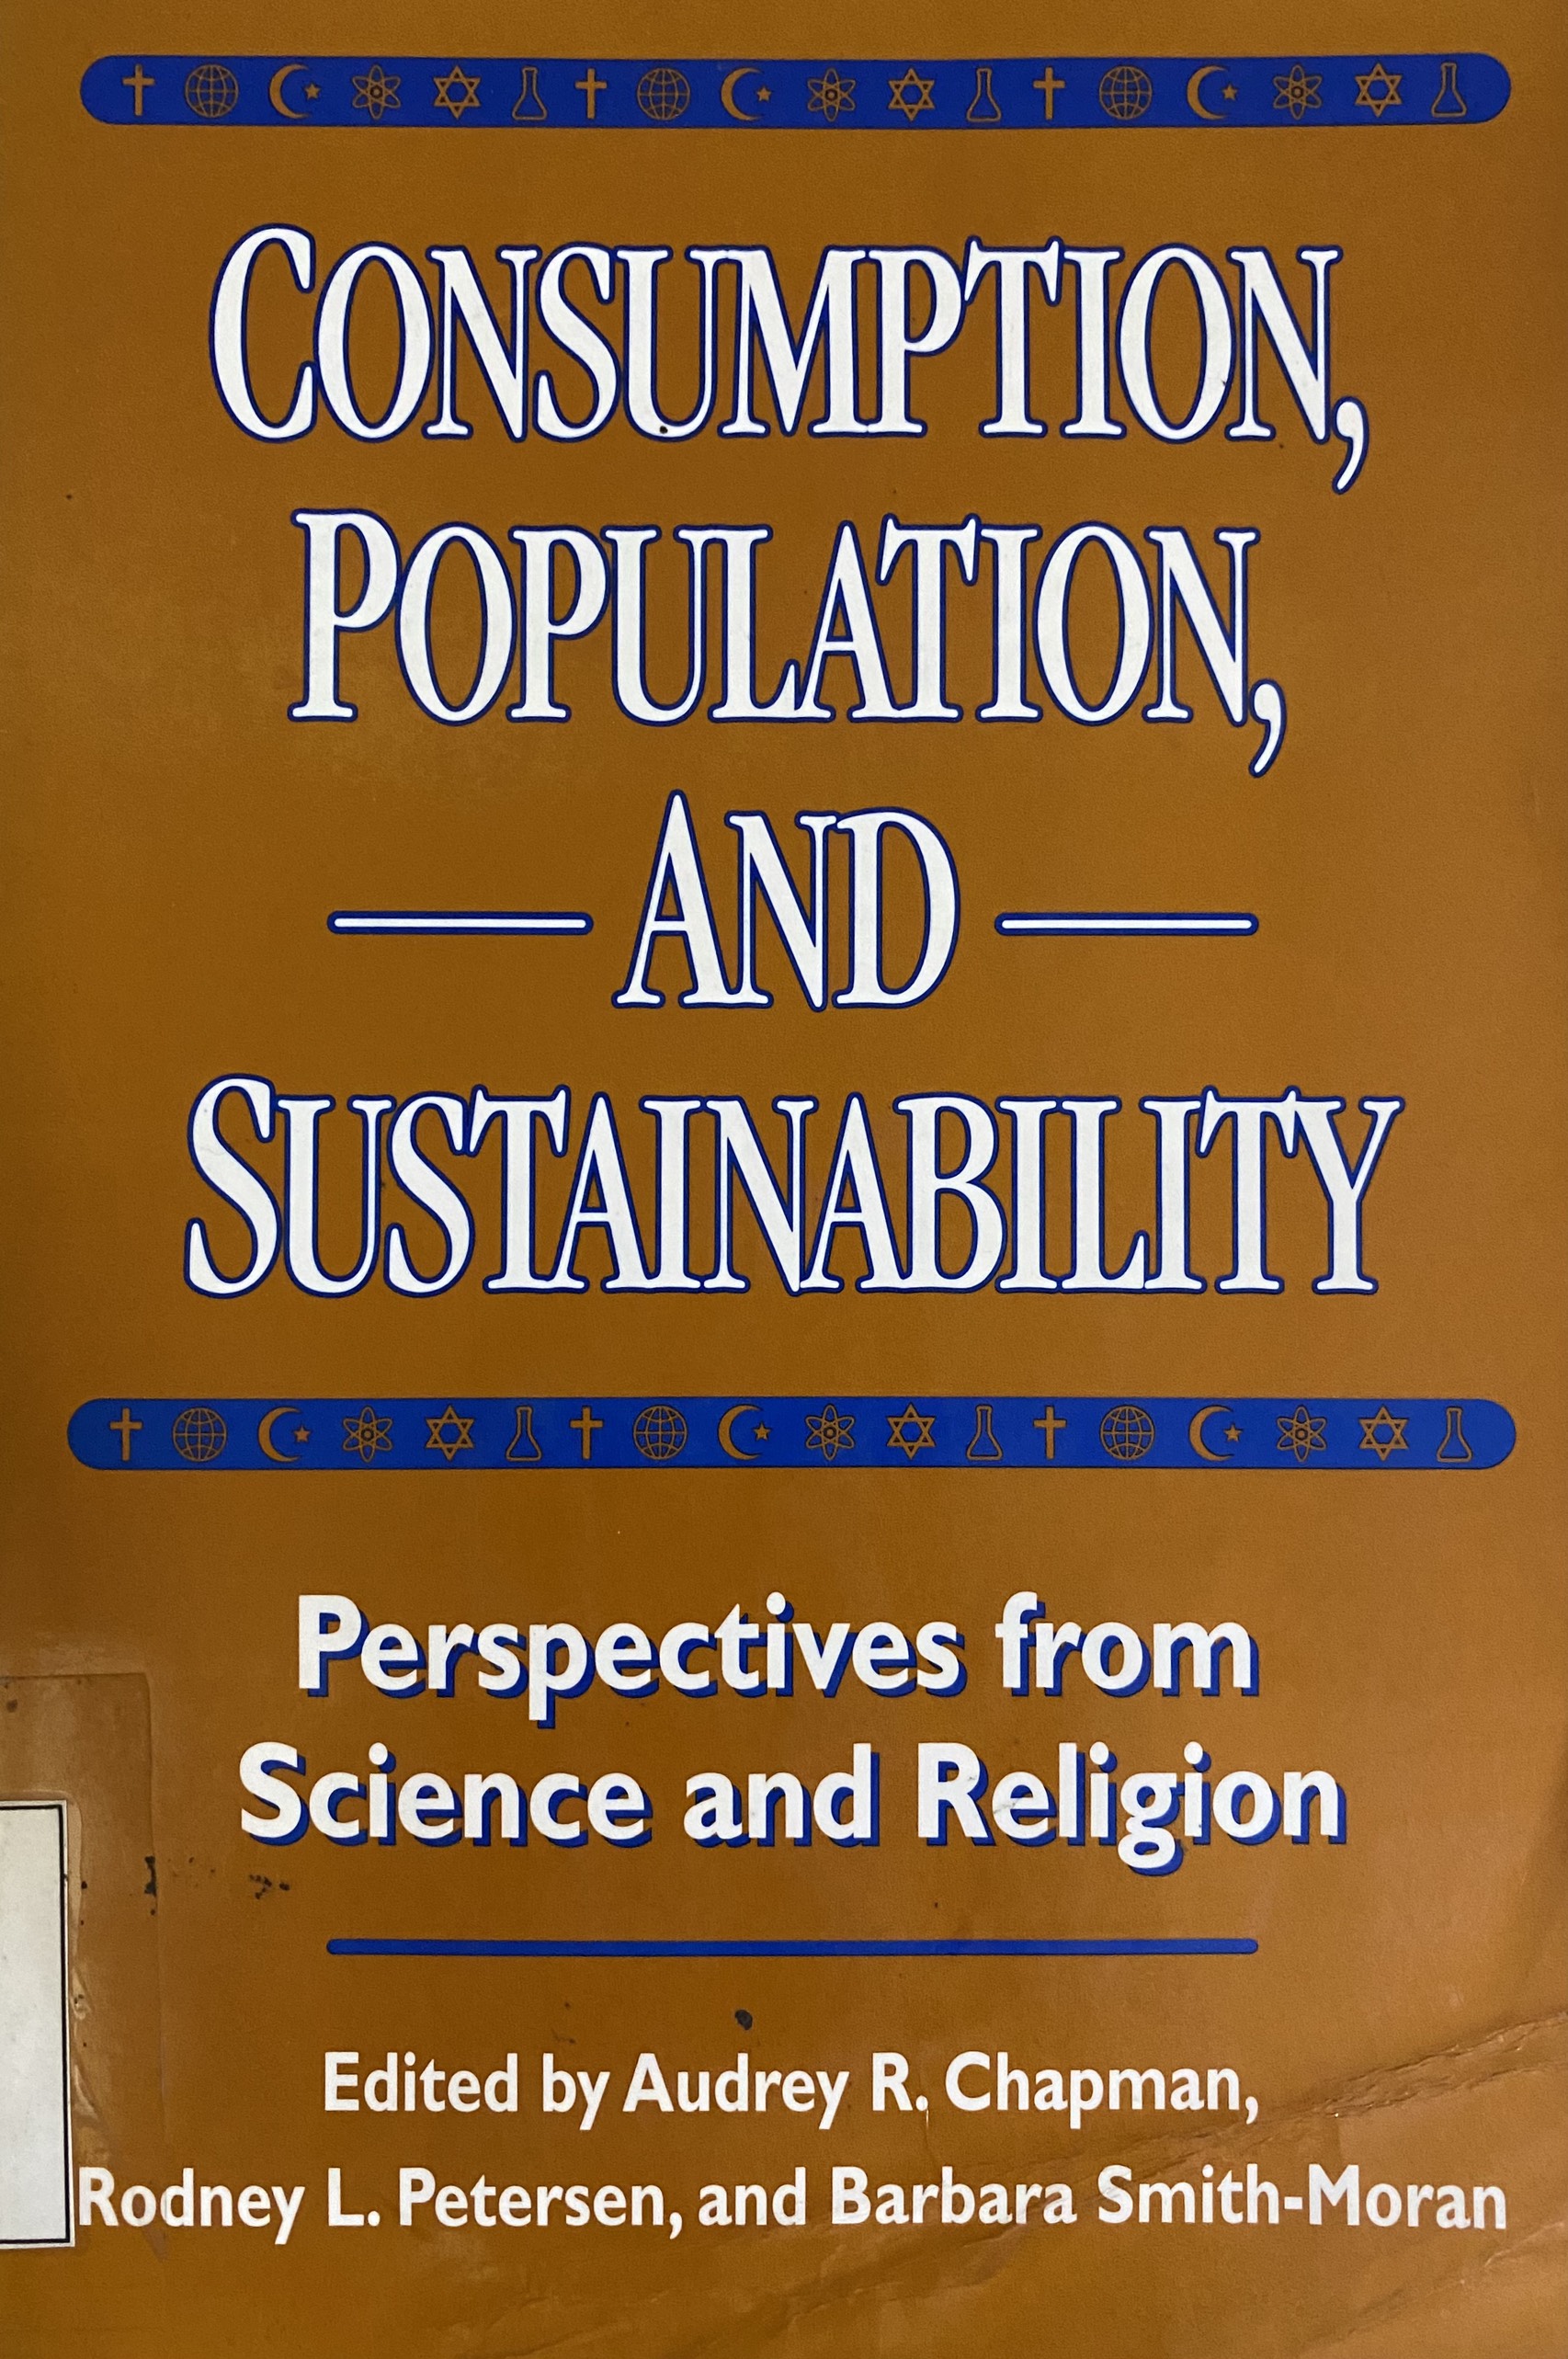 CONSUMPTION,
POPULATION,
AND
SUSTAINABILITY
Perspectives from
Science and Religion
Edited by Audrey R. Chapman,
Rodney L. Petersen, and Barbara Smith-Moran